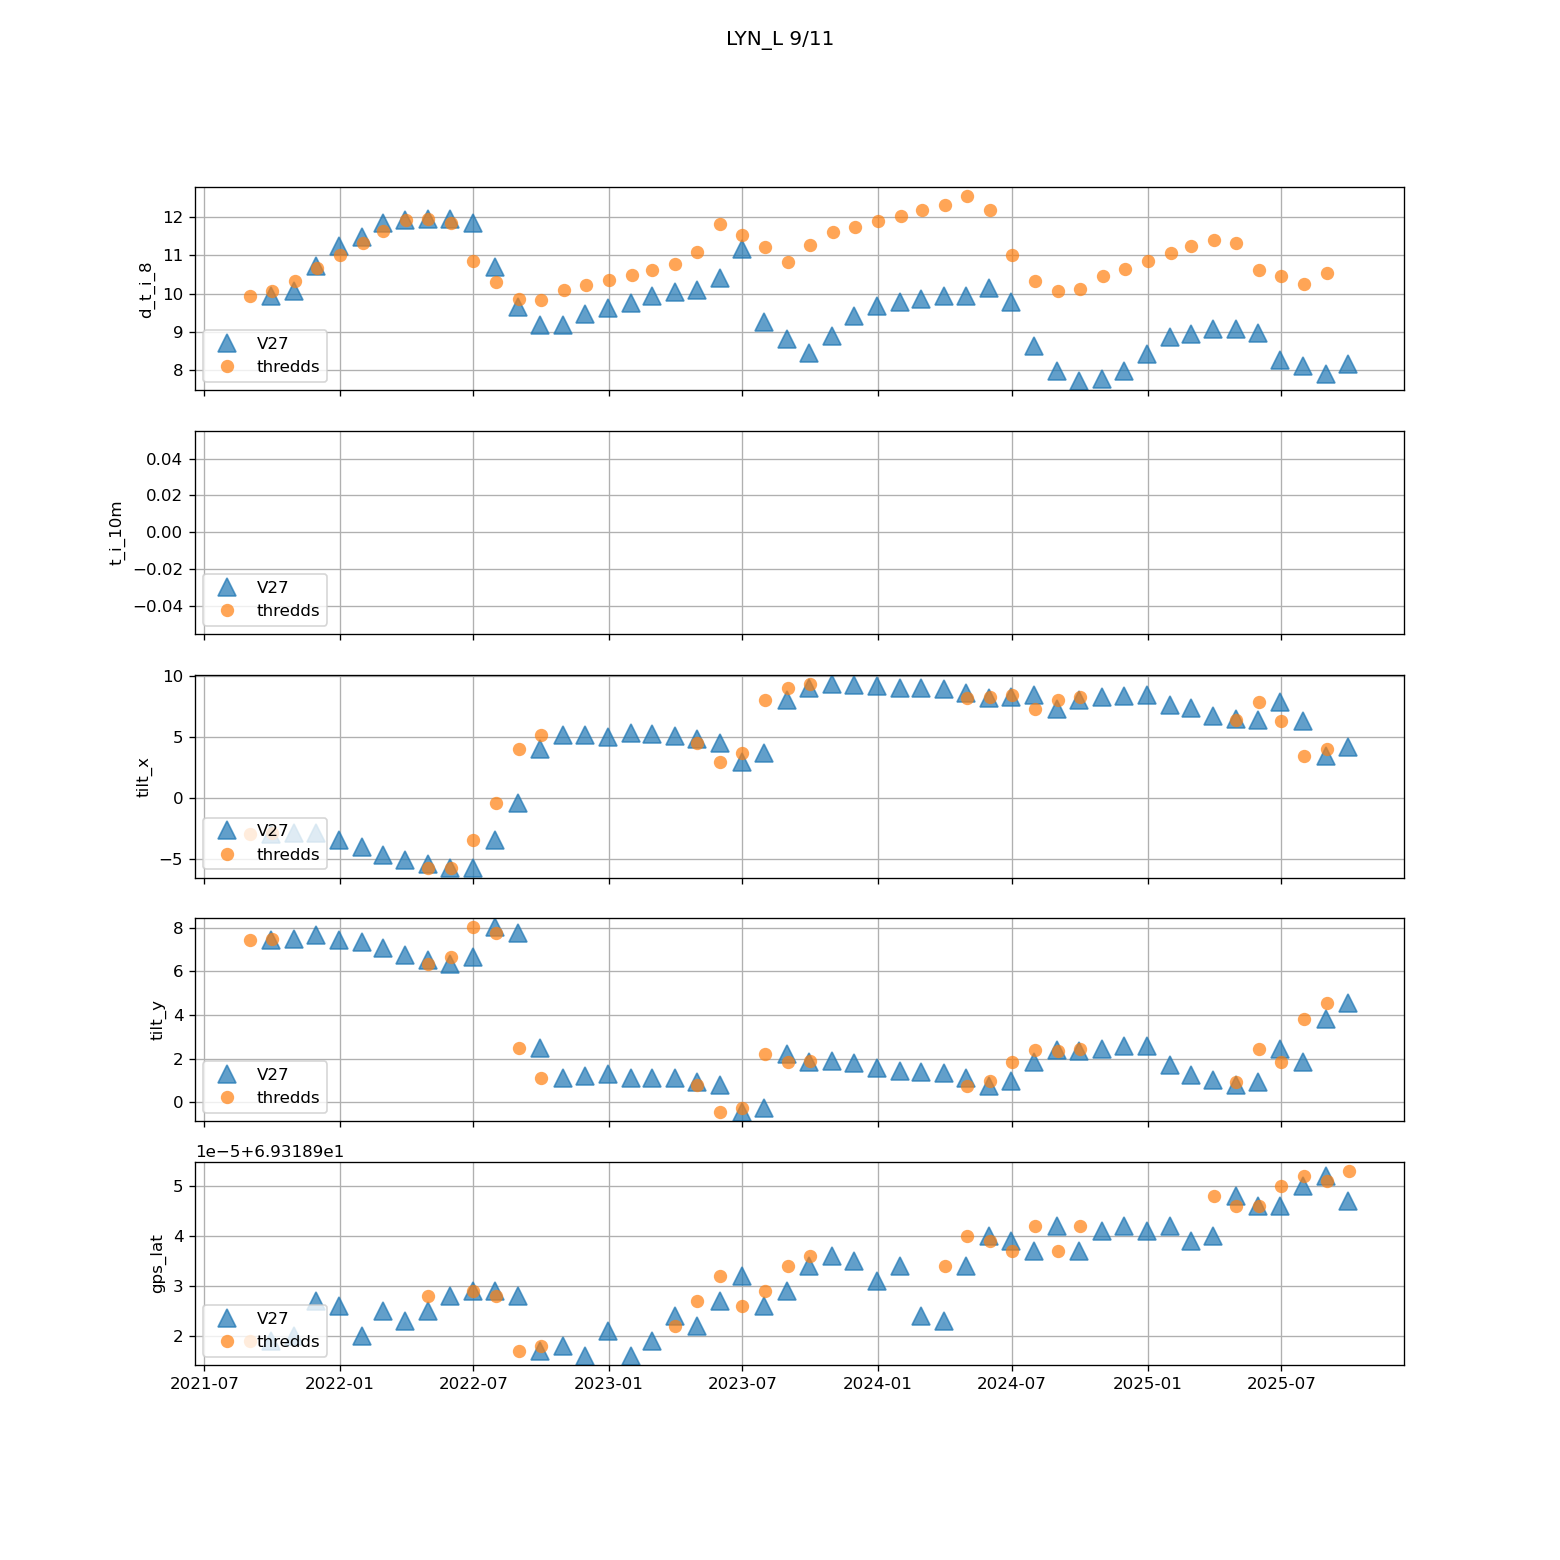 LYN_L 9/11
12
11
10
9
8
d_t_i_8
V27
thredds
0.04
0.02
0.00
−0.02
−0.04
t_i_10m
V27
thredds
10
5
0
−5
tilt_x
V27
thredds
8
6
4
2
0
tilt_y
V27
thredds
1e−5+6.93189e1
5
4
3
2
gps_lat
V27
thredds
2021-07 2022-01 2022-07 2023-01 2023-07 2024-01 2024-07 2025-01 2025-07